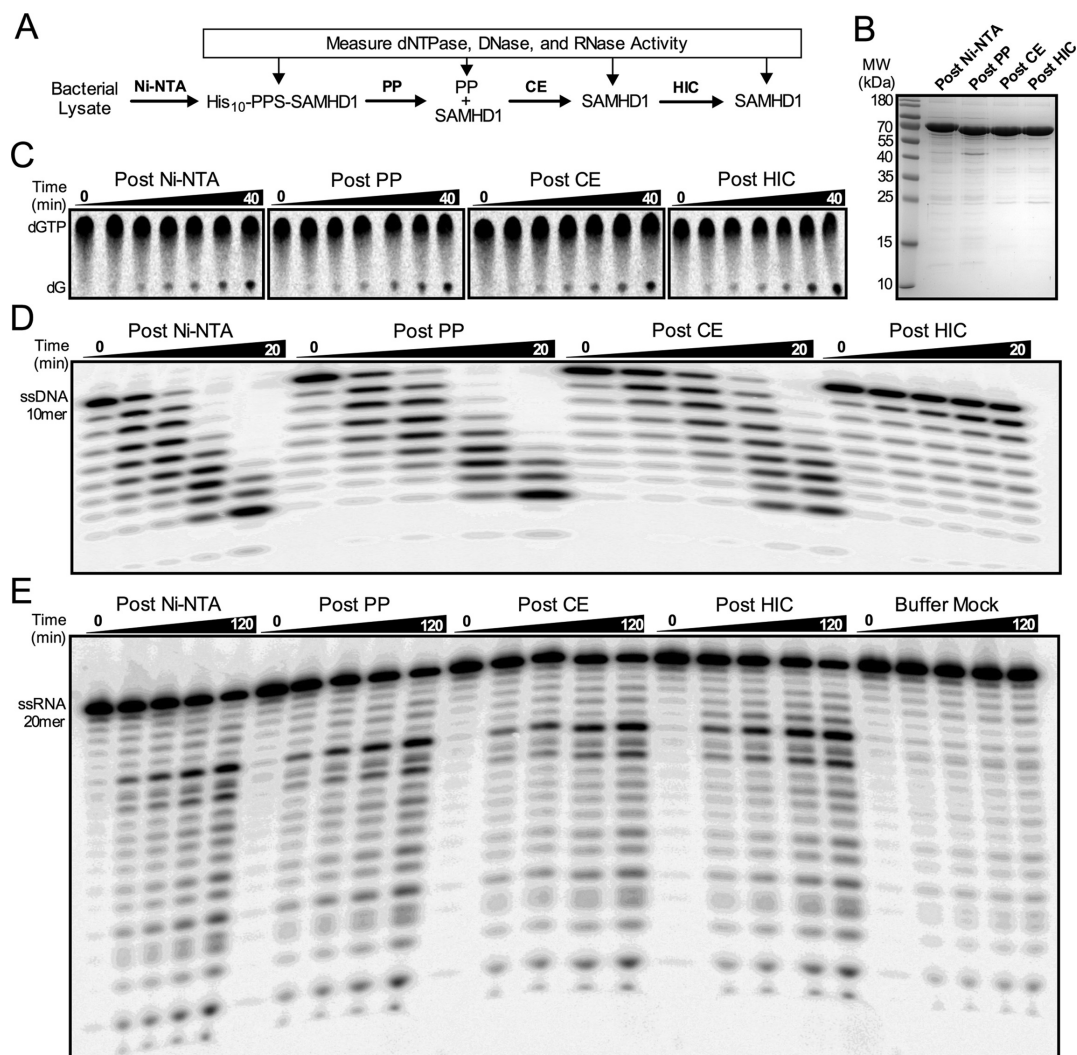 A
Measure dNTPase, DNase, and RNase Activity
Bacterial
Lysate
Ni-NTA
His10-PPS-SAMHD1
PP
PP
+
SAMHD1
CE
SAMHD1
HIC
SAMHD1
B
MW
(kDa)
Post Ni-NTA
Post PP
Post CE
Post HIC
180
70
55
40
35
25
15
10
C
Post Ni-NTA Post PP Post CE Post HIC
Time
(min)
0 40 0 40 0 40 0 40
dGTP
dG
D
Post Ni-NTA Post PP Post CE Post HIC
Time
(min)
0 20 0 20 0 20 0 20
ssDNA
10mer
E
Post Ni-NTA Post PP Post CE Post HIC Buffer Mock
Time
(min)
0 120 0 120 0 120 0 120 0 120
ssRNA
20mer